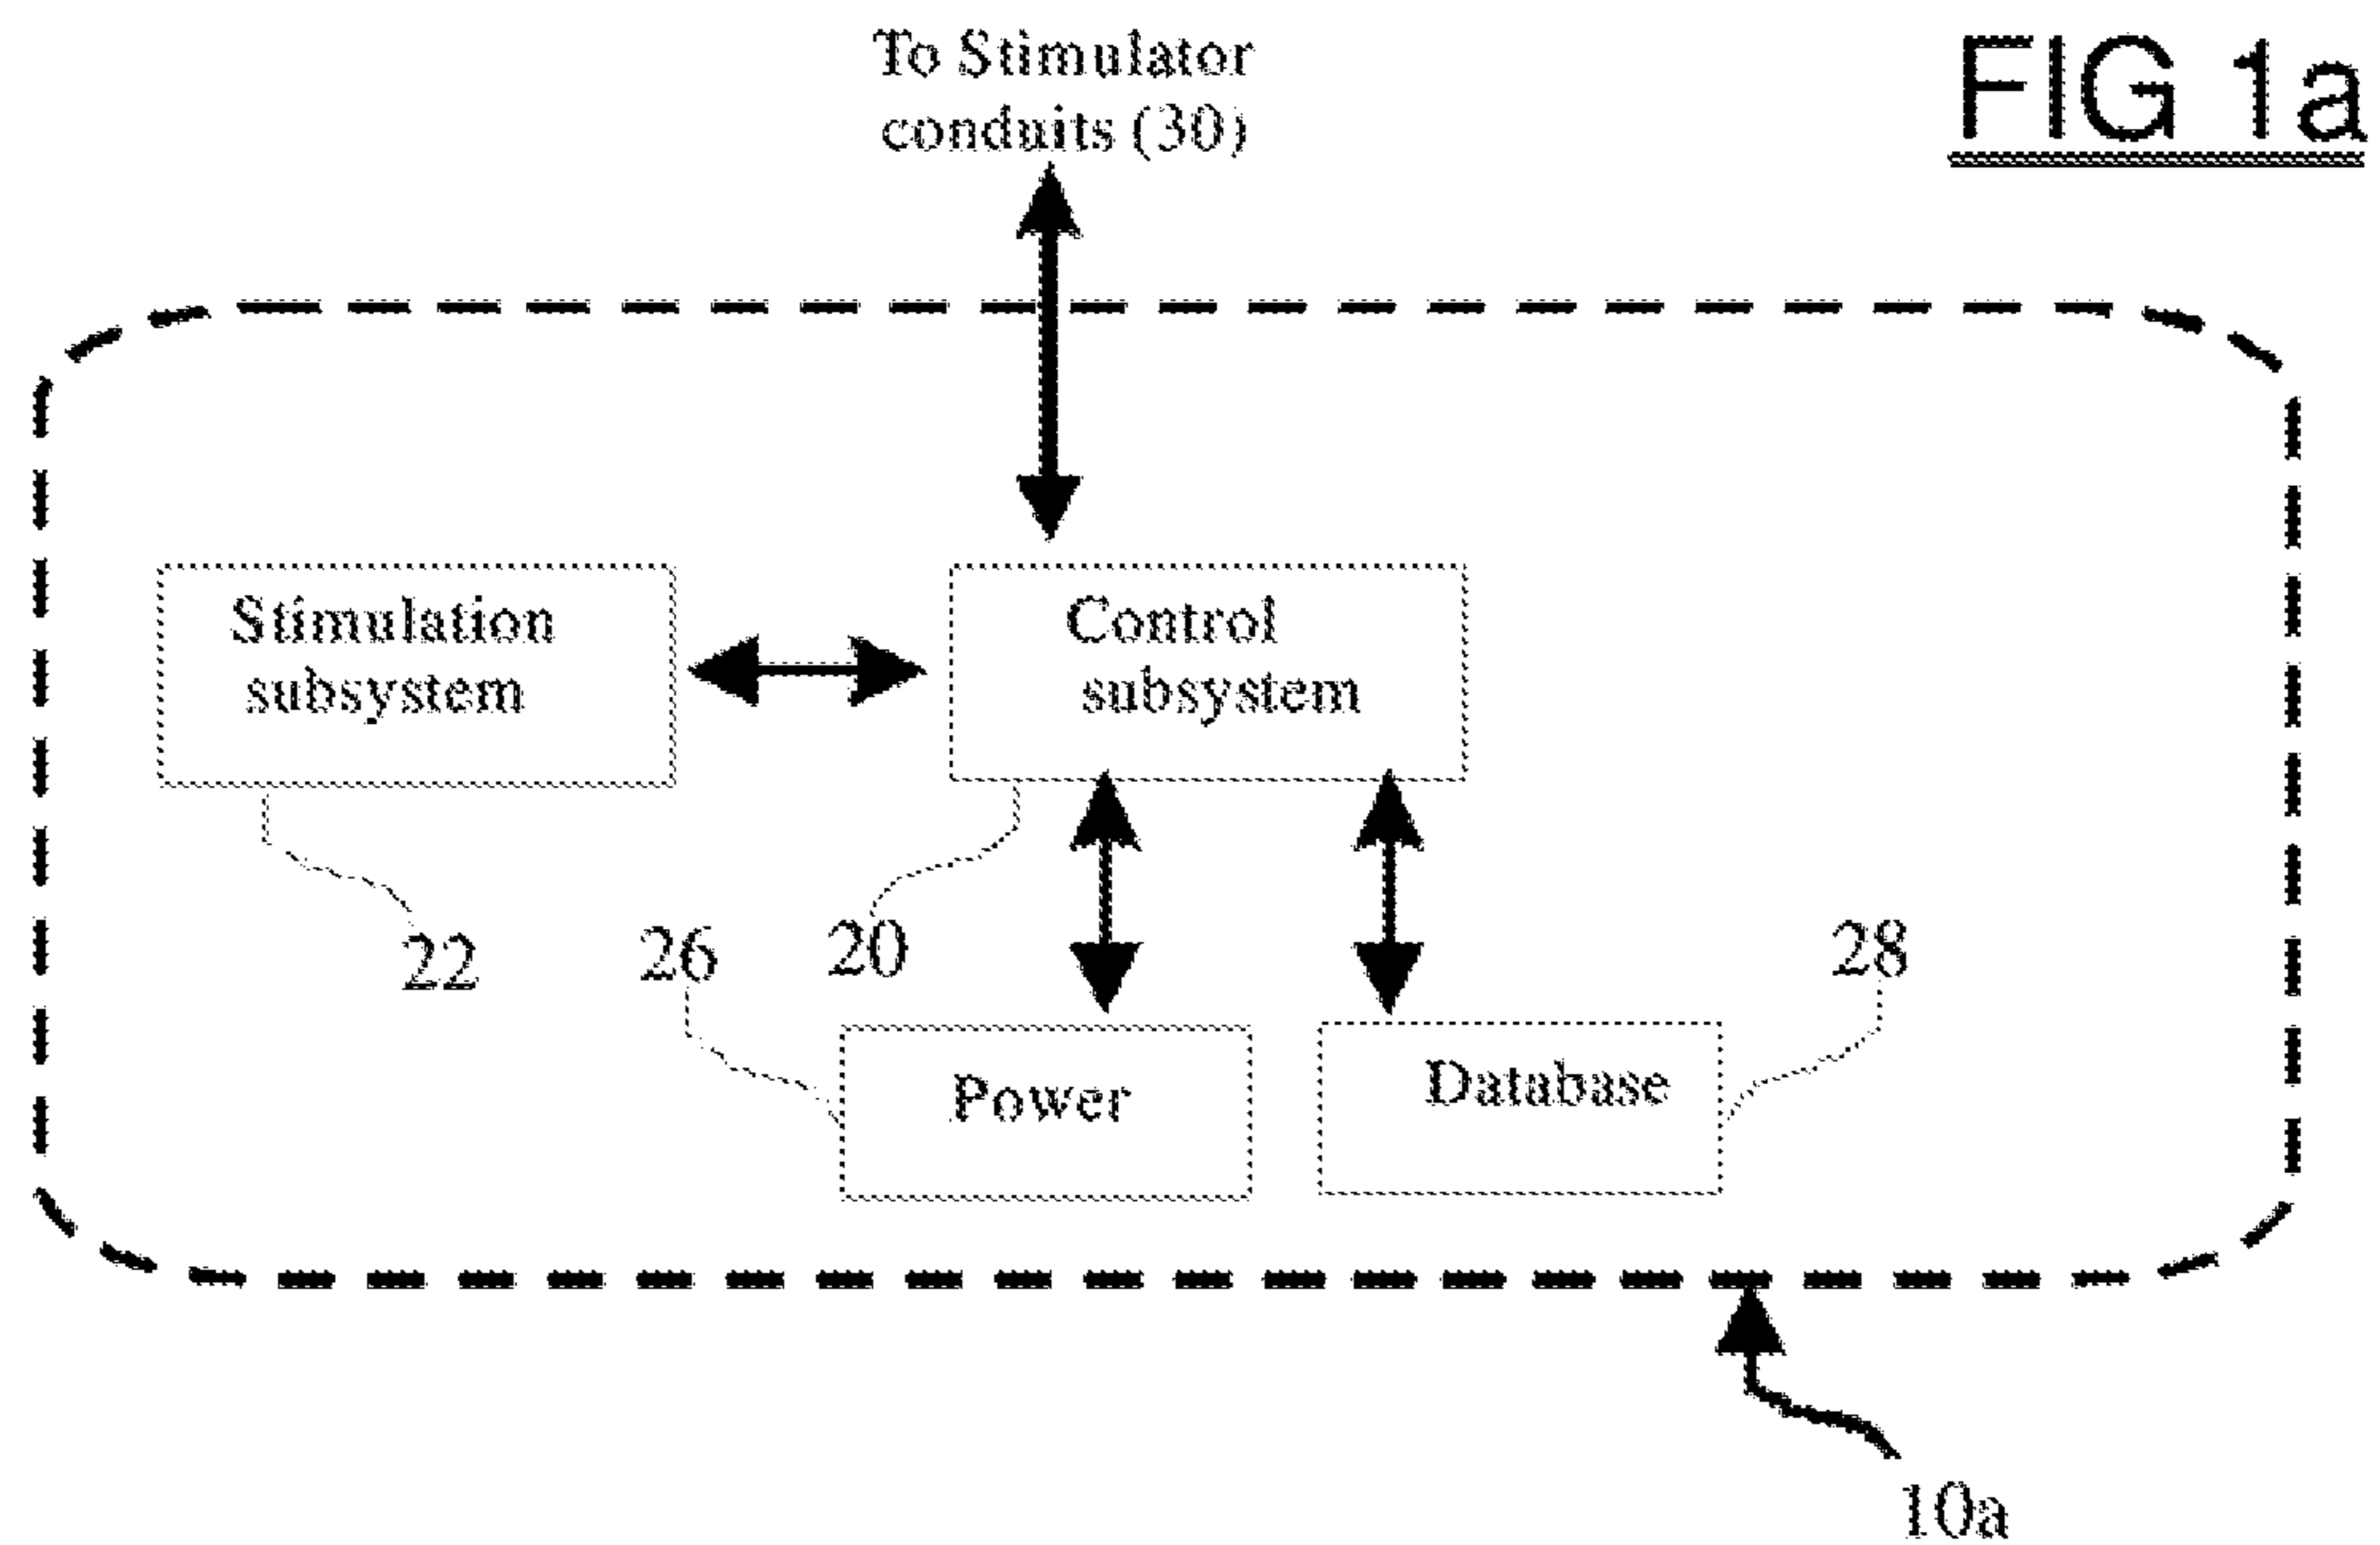 To Stimulator
conduits (30)
FIG 1a
Stimulation
subsystem
Control
subsystem
22
26
20
28
Power
Database
10a